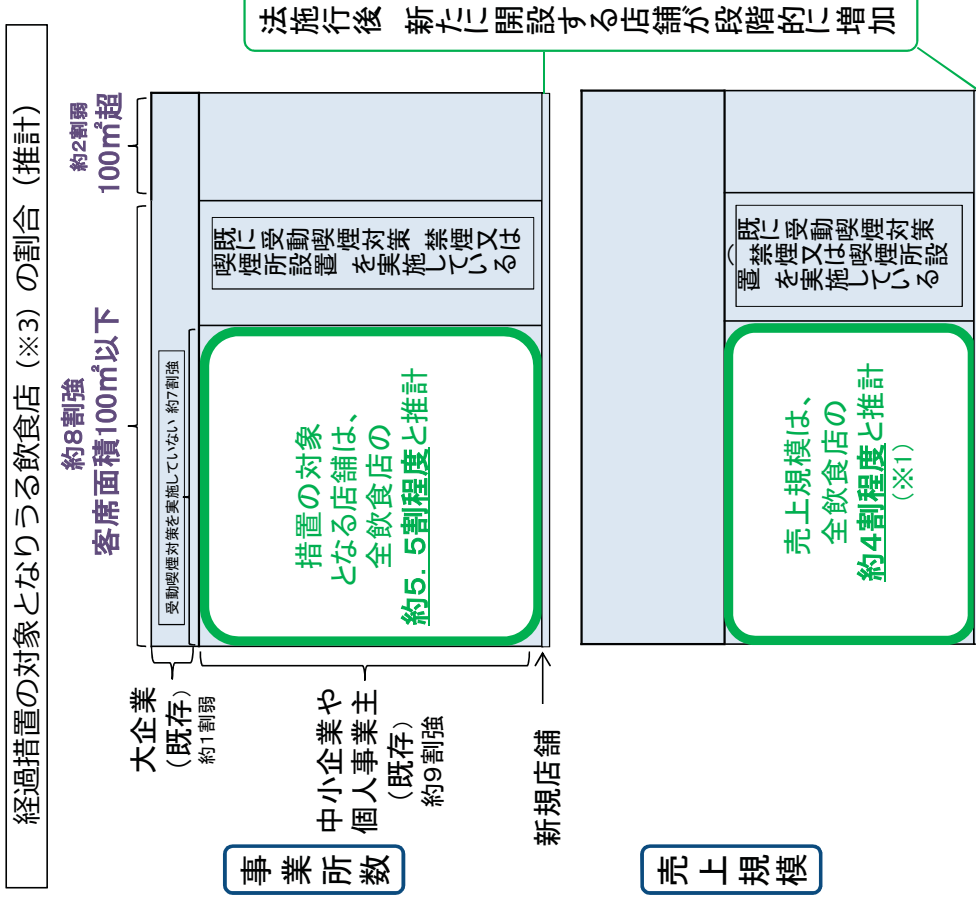 経過措置の対象となりうる飲食店（※3）の割合（推計）
約8割強
客席面積100㎡以下
約2割弱
100㎡超
事業所数
大企業
（既存）
約1割弱
中小企業や
個人事業主
（既存）
約9割強
新規店舗
受動喫煙対策を実施していない 約7割強
措置の対象
となる店舗は、
全飲食店の
約5．5割程度と推計
既に受動喫煙対策 禁煙又は
喫煙所設置 を実施している
法施行後 新たに開設する店舗が段階的に増加
売上規模
売上規模は、
全飲食店の
約4割程度と推計
（※1）
既に受動喫煙対策
（禁煙又は喫煙所設
置 を実施している